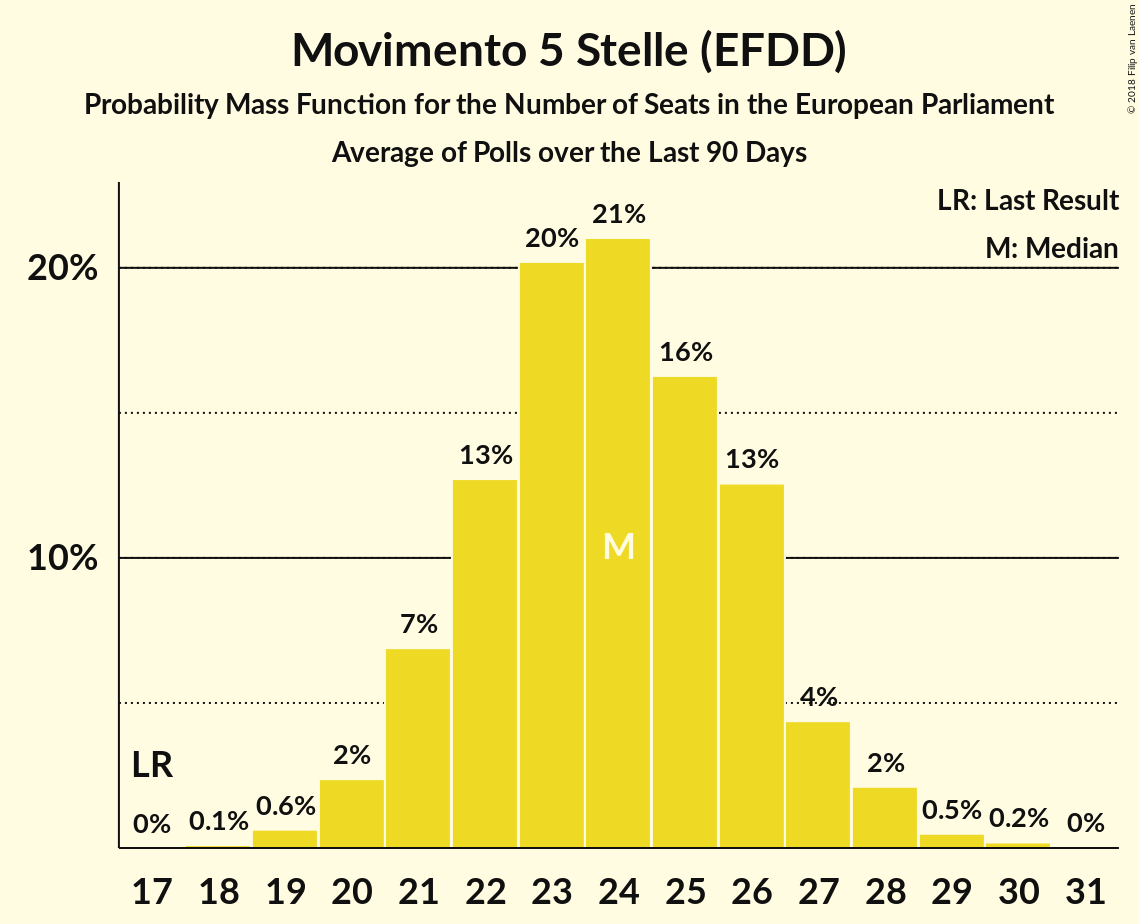 Movimento 5 Stelle (EFDD)
Probability Mass Function for the Number of Seats in the European Parliament
Average of Polls over the Last 90 Days
© 2018 Filip van Laenen
LR: Last Result
M: Median
20%
10%
LR
0%
0.1%
0.6%
2%
7%
13%
20%
21%
16%
13%
4%
2%
0.5%
0.2%
0%
M
17 18 19 20 21 22 23 24 25 26 27 28 29 30 31